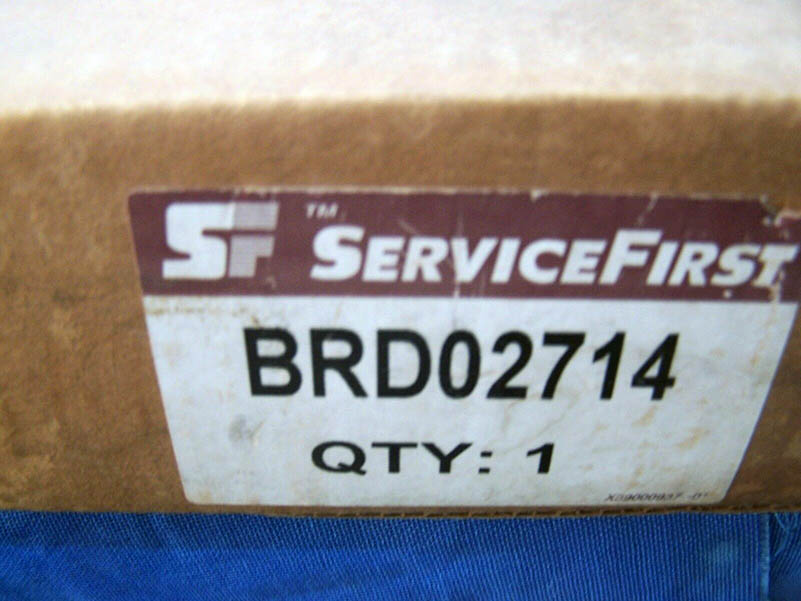 SF ™ SERVICEFIRST
BRD02714
QTY: 1